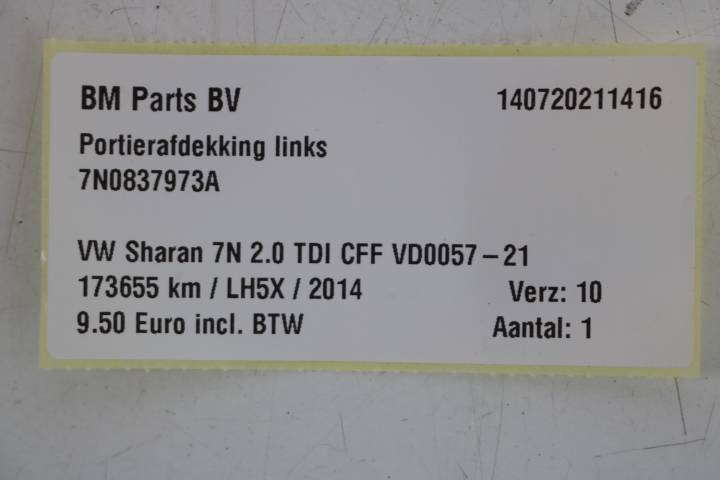 BM Parts BV 140720211416
Portierafdekking links
7N0837973A
VW Sharan 7N 2.0 TDI CFF VD0057-21
173655 km / LH5X / 2014 Verz: 10
9.50 Euro incl. BTW Aantal: 1